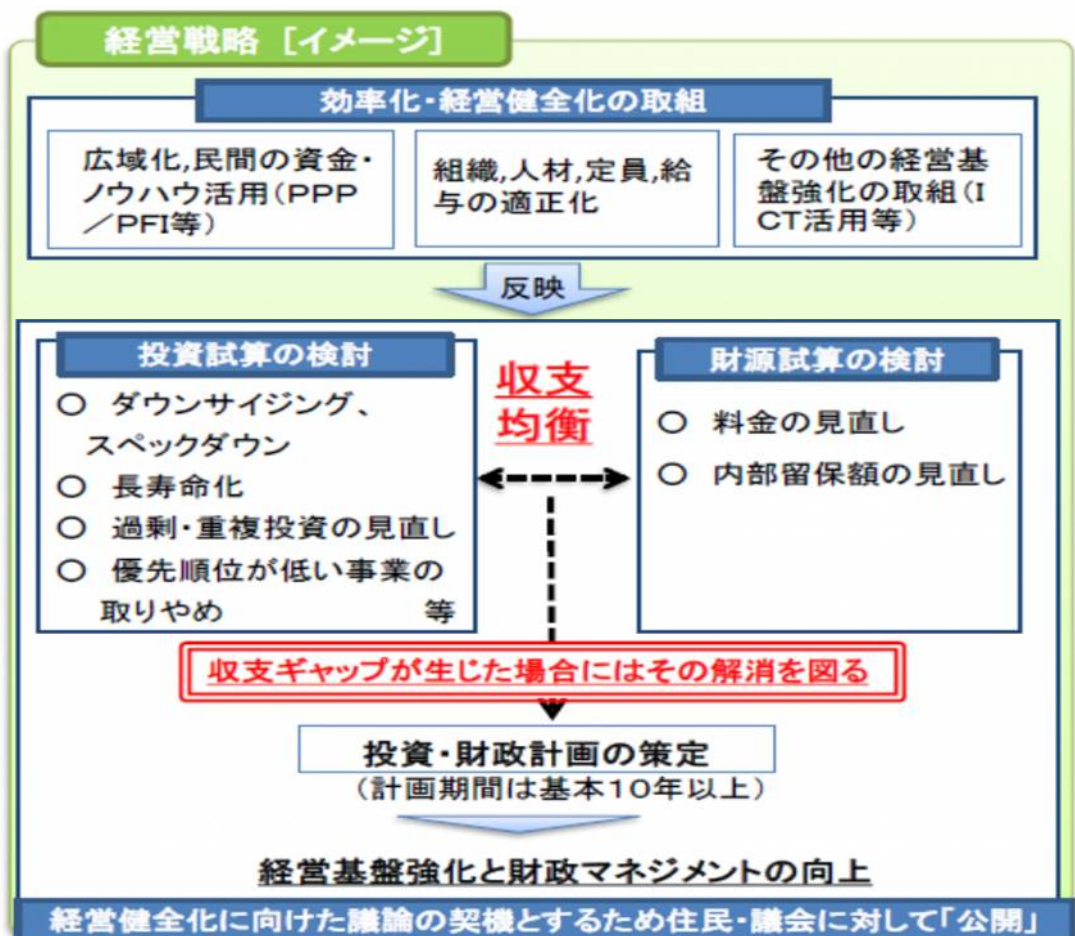 経営戦略［イメージ］
効率化・経営健全化の取組
広域化,民間の資金・
ノウハウ活用（PPP
／PFI等）
組織,人材,定員,給
与の適正化
その他の経営基
盤強化の取組（I
CT活用等）
反映
投資試算の検討
○ ダウンサイジング、
スペックダウン
○ 長寿命化
○ 過剰・重複投資の見直し
○ 優先順位が低い事業の
取りやめ 等
収支
均衡
財源試算の検討
○ 料金の見直し
○ 内部留保額の見直し
収支ギャップが生じた場合にはその解消を図る
投資・財政計画の策定
（計画期間は基本10年以上）
経営基盤強化と財政マネジメントの向上
経営健全化に向けた議論の契機とするため住民・議会に対して「公開」